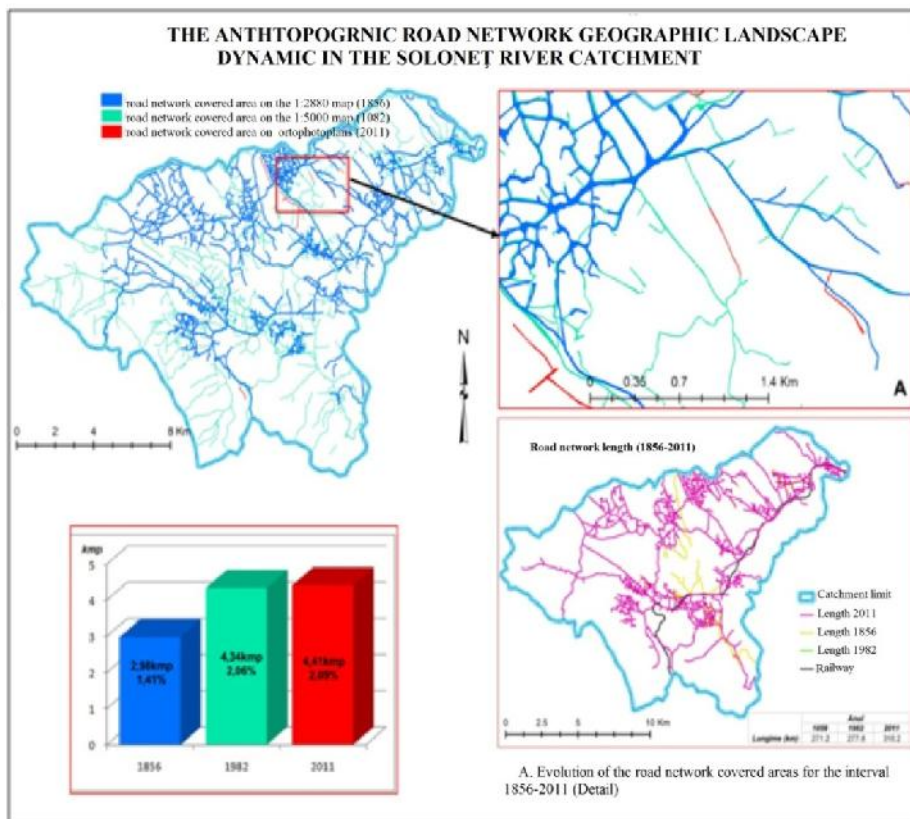 THE ANTHTOPOGRNIC ROAD NETWORK GEOGRAPHIC LANDSCAPE
DYNAMIC IN THE SOLONEŢ RIVER CATCHMENT
road network covered area on the 1:2880 map (1856)
road network covered area on the 1:5000 map (1082)
road network covered area on ortophotoplans (2011)
N
0 2 4 8 Km
0 0.35 0.7 1.4 Km
A
kmp
5
4
3
2
1
0
2,98kmp
1,41%
4,34kmp
2,06%
4,41kmp
2,09%
1856 1982 2011
Road network length (1856-2011)
Catchment limit
Length 2011
Length 1856
Length 1982
Railway
0 2.5 5 10 Km
Anul
1856 1982 2011
Lungime (km) 271.2 277.6
A. Evolution of the road network covered areas for the interval
1856-2011 (Detail)